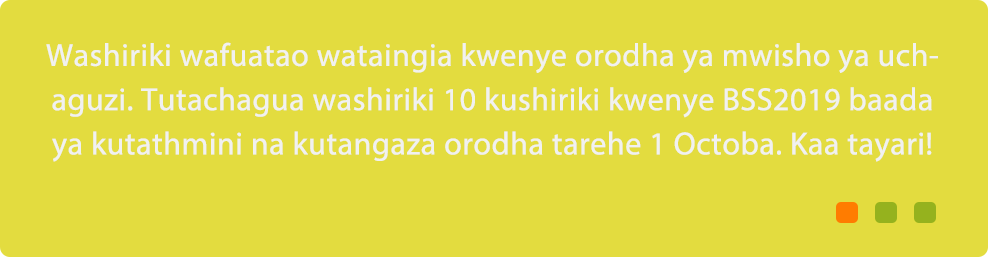 Washiriki wafuatao wataingia kwenye orodha ya mwisho ya uch-
aguzi. Tutachagua washiriki 10 kushiriki kwenye BSS2019 baada
ya kutathmini na kutangaza orodha tarehe 1 Octoba. Kaa tayari!